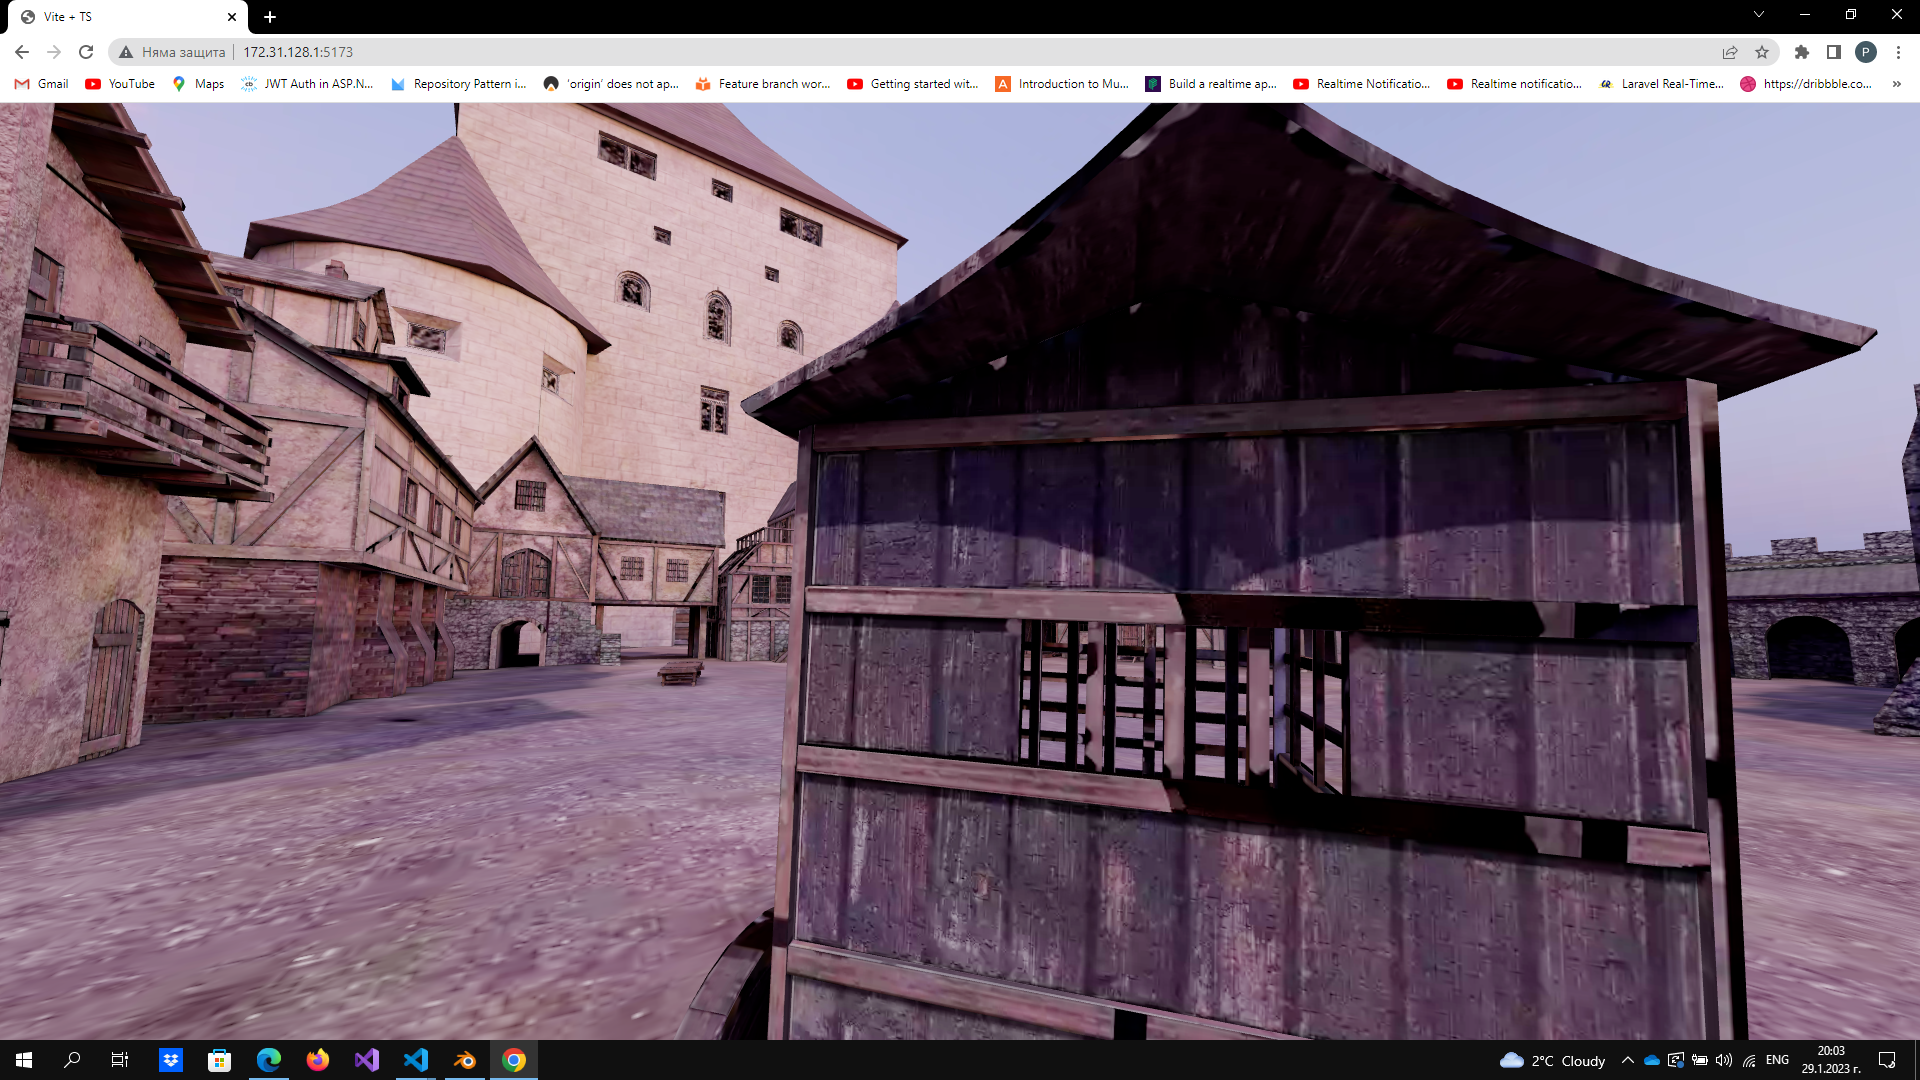 Vite + TS
Няма защита 172.31.128.1:5173
Gmail YouTube Maps JWT Auth in ASP.N... Repository Pattern i... 'origin' does not ap... Feature branch wor... Getting started wit... Introduction to Mu... Build a realtime ap... Realtime Notificatio... Realtime notificatio... Laravel Real-Time... https://dribbble.co... »
P
2°C Cloudy ENG 20:03
29.1.2023 г.